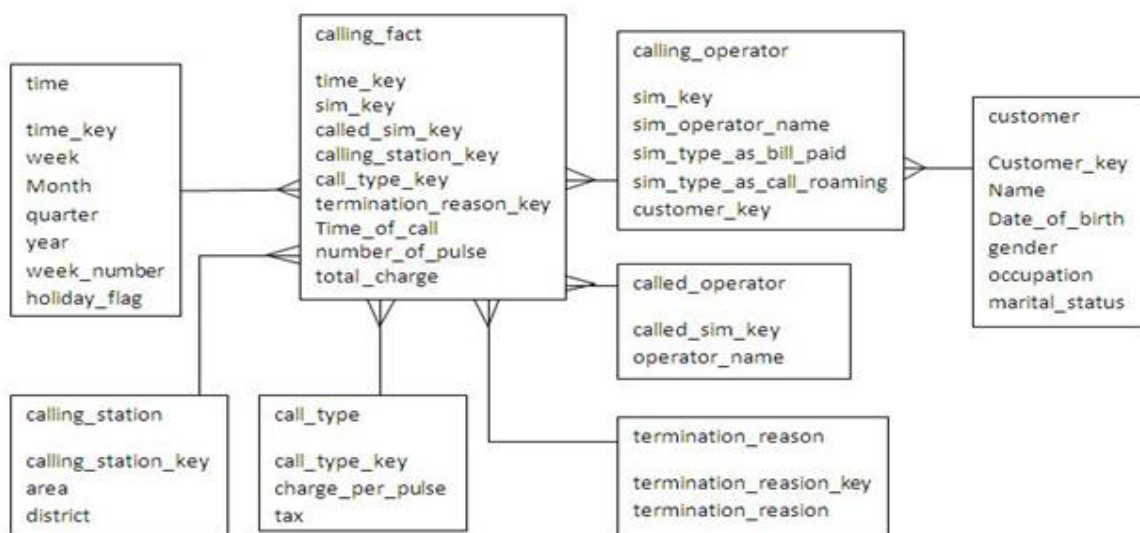 time
time_key
week
Month
quarter
year
week_number
holiday_flag
calling_fact
time_key
sim_key
called_sim_key
calling_station_key
call_type_key
termination_reason_key
Time_of_call
number_of_pulse
total_charge
calling_operator
sim_key
sim_operator_name
sim_type_as_bill_paid
sim_type_as_call_roaming
customer_key
customer
Customer_key
Name
Date_of_birth
gender
occupation
marital_status
called_operator
called_sim_key
operator_name
calling_station
calling_station_key
area
district
call_type
call_type_key
charge_per_pulse
tax
termination_reason
termination_reasion_key
termination_reasion